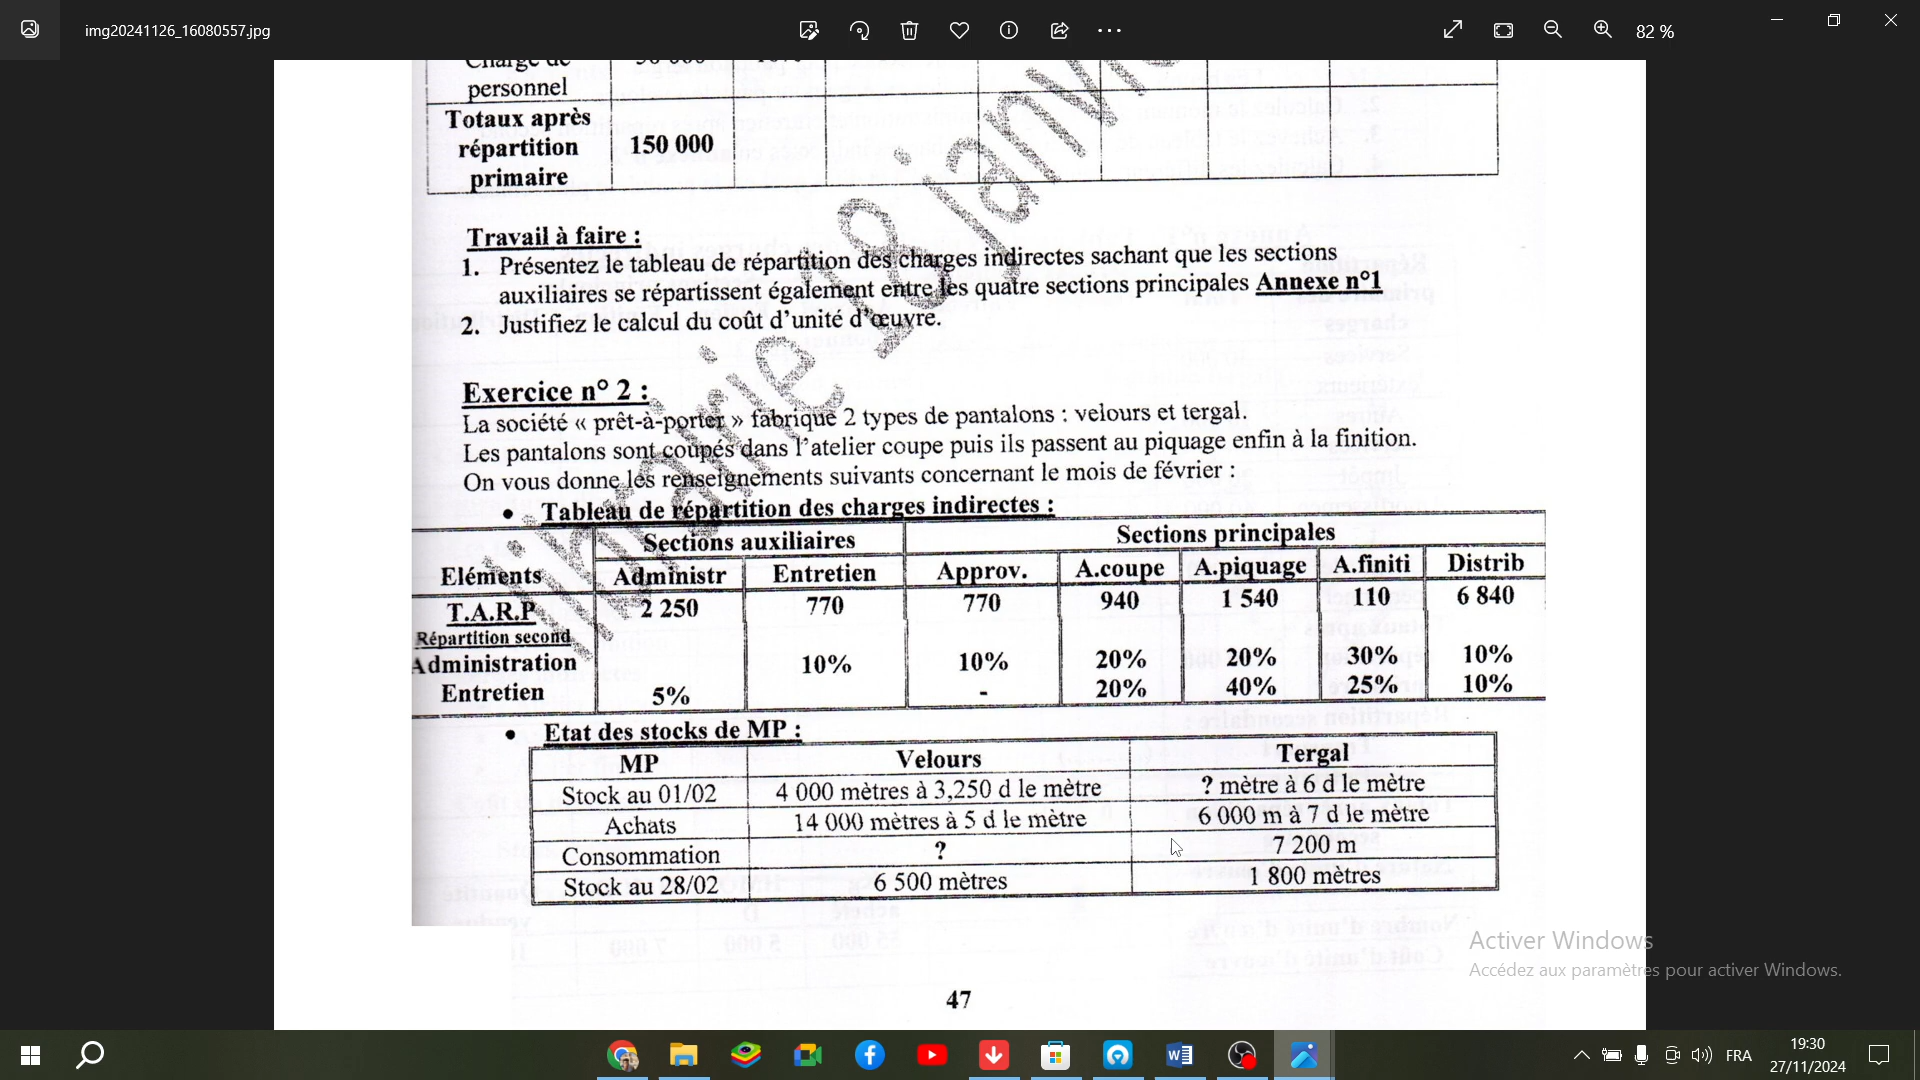 img20241126_16080557.jpg
82 %
Charge de
personnel
Totaux après
répartition
primaire
150 000
Travail à faire :
1. Présentez le tableau de répartition des charges indirectes sachant que les sections
auxiliaires se répartissent également entre les quatre sections principales Annexe n°1
2. Justifiez le calcul du coût d'unité d'œuvre.
Exercice n° 2 :
La société « prêt-à-porter » fabrique 2 types de pantalons : velours et tergal.
Les pantalons sont coupés dans l'atelier coupe puis ils passent au piquage enfin à la finition.
On vous donne les renseignements suivants concernant le mois de février :
• Tableau de répartition des charges indirectes :
Sections auxiliaires Sections principales
Eléments Administr Entretien Approv. A.coupe A.piquage A.finiti Distrib
T.A.R.P 2 250 770 770 940 1 540 110 6 840
Répartition second
Administration 10% 10% 20% 20% 30% 10%
Entretien 5% - 20% 40% 25% 10%
• Etat des stocks de MP :
MP Velours Tergal
Stock au 01/02 4 000 mètres à 3,250 d le mètre ? mètre à 6 d le mètre
Achats 14 000 mètres à 5 d le mètre 6 000 m à 7 d le mètre
Consommation ? 7 200 m
Stock au 28/02 6 500 mètres 1 800 mètres
47
librairie 18 janvi
Activer Windows
Accédez aux paramètres pour activer Windows.
FRA
19:30
27/11/2024